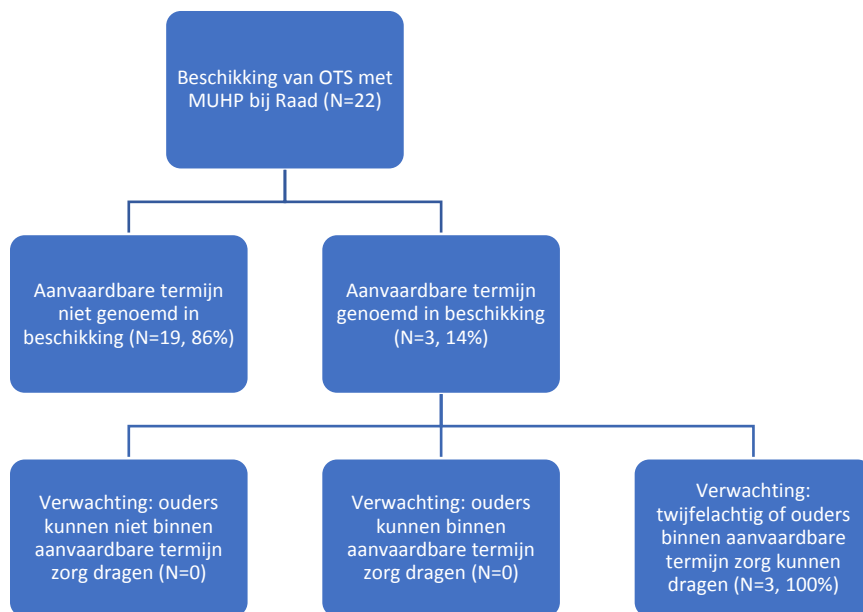 Beschikking van OTS met
MUHP bij Raad (N=22)
Aanvaardbare termijn
niet genoemd in
beschikking (N=19, 86%)
Aanvaardbare termijn
genoemd in beschikking
(N=3, 14%)
Verwachting: ouders
kunnen niet binnen
aanvaardbare termijn
zorg dragen (N=0)
Verwachting: ouders
kunnen binnen
aanvaardbare termijn
zorg dragen (N=0)
Verwachting:
twijfelachtig of ouders
binnen aanvaardbare
termijn zorg kunnen
dragen (N=3, 100%)